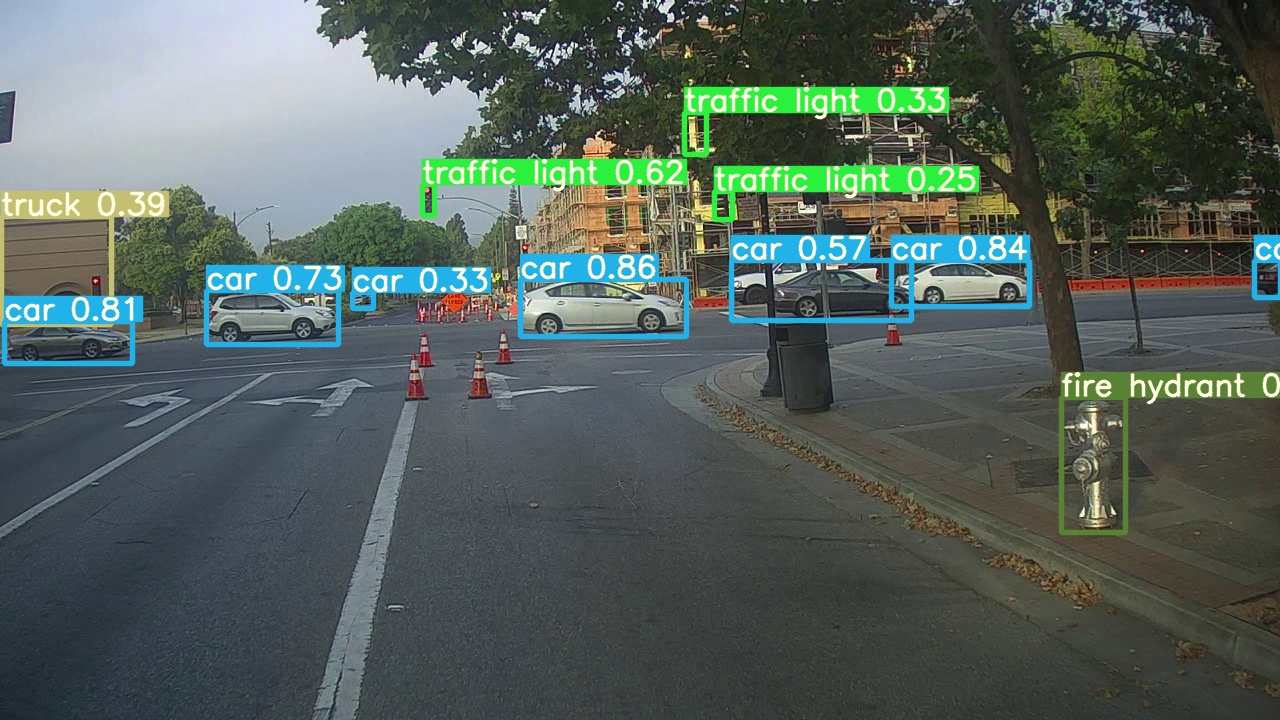 traffic light 0.33
traffic light 0.62
traffic light 0.25
truck 0.39
car 0.57
car 0.84
ca
car 0.86
car 0.73
car 0.33
car 0.81
fire hydrant 0